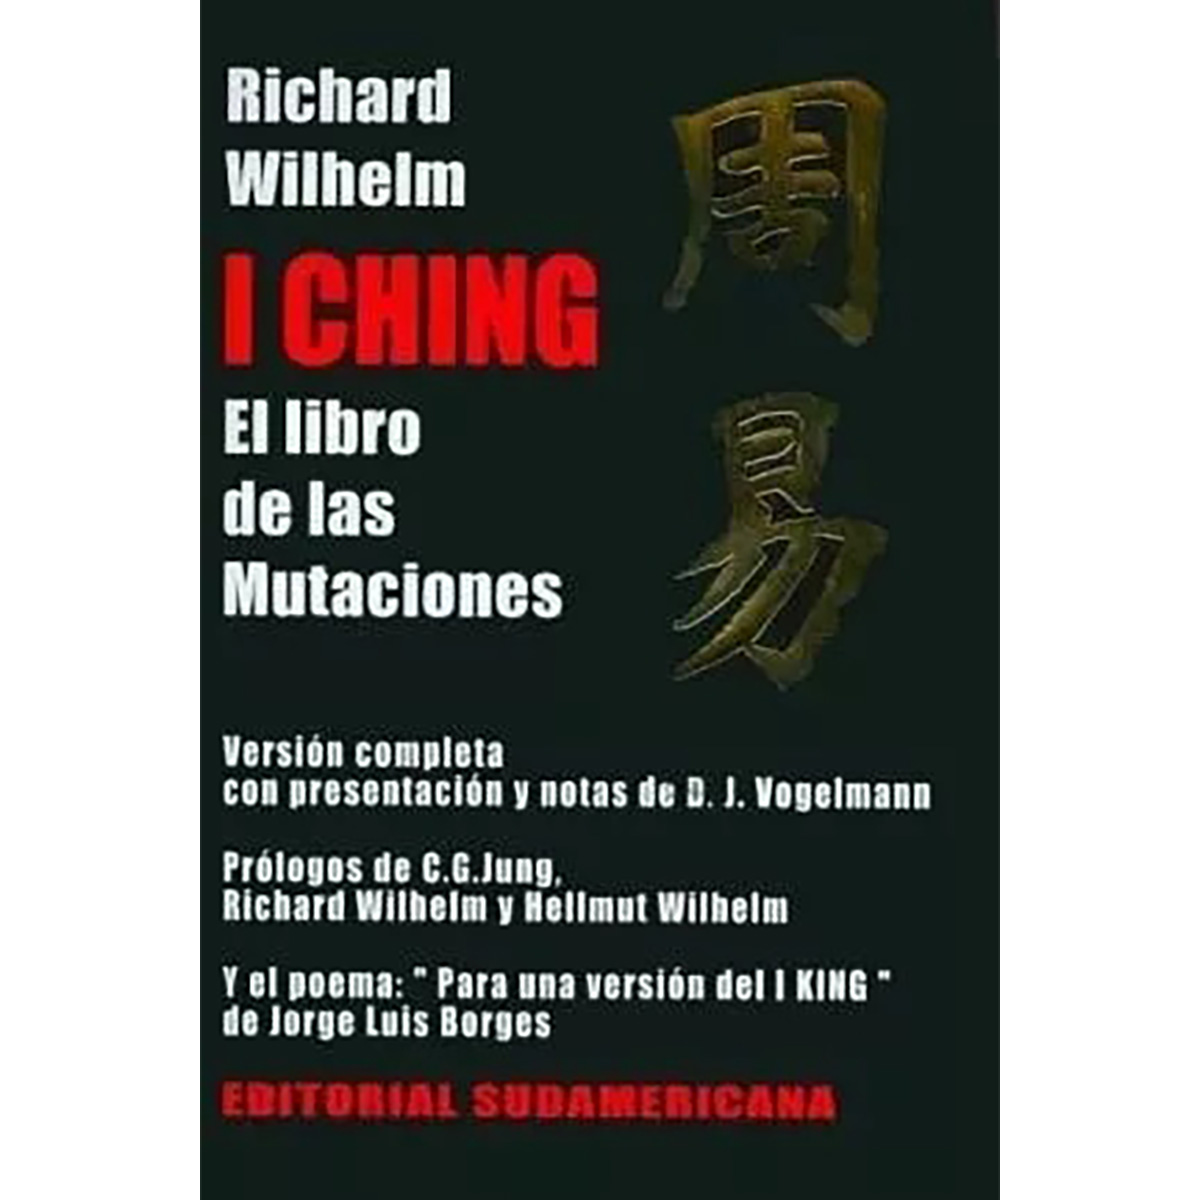 Richard
Wilhelm
I CHING
El libro
de las
Mutaciones
周
易
Versión completa
con presentación y notas de D. J. Vogelmann
Prólogos de C.G.Jung,
Richard Wilhelm y Hellmut Wilhelm
Y el poema: " Para una versión del I KING "
de Jorge Luis Borges
EDITORIAL SUDAMERICANA